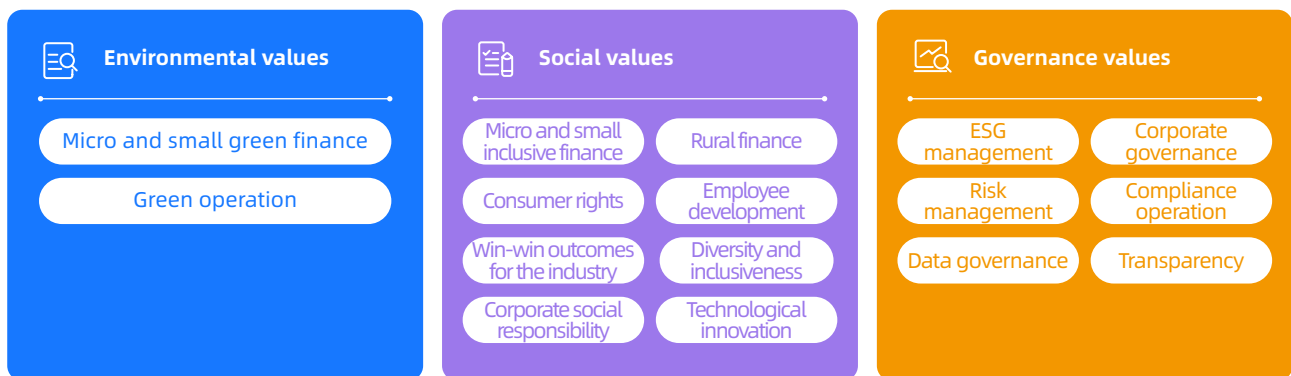 Environmental values
Micro and small green finance
Green operation
Social values
Micro and small
inclusive finance
Rural finance
Consumer rights
Employee
development
Win-win outcomes
for the industry
Diversity and
inclusiveness
Corporate social
responsibility
Technological
innovation
Governance values
ESG
management
Corporate
governance
Risk
management
Compliance
operation
Data governance
Transparency